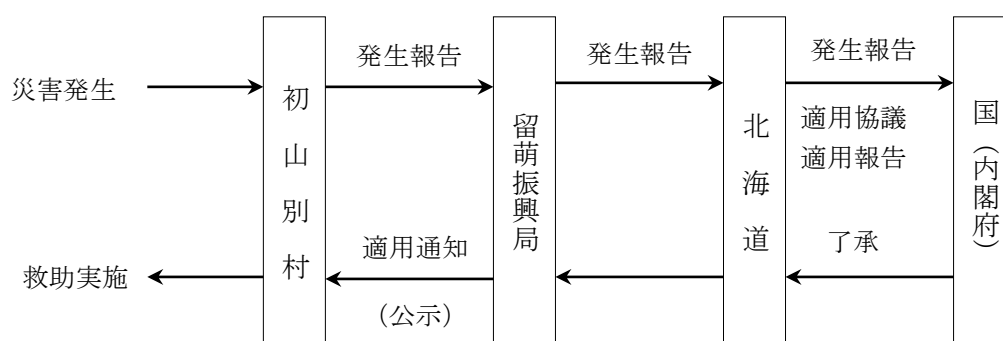 災害発生
救助実施
初山別村
発生報告
適用通知
（公示）
留萌振興局
発生報告
北海道
発生報告
適用協議
適用報告
了承
国（内閣府）